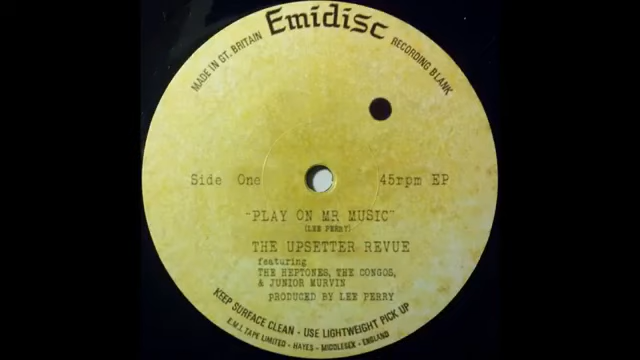 Emidisc
MADE IN GT. BRITAIN
RECORDING BLANK
Side One 45rpm EP
"PLAY ON MR MUSIC"
(LEE PERRY)
THE UPSETTER REVUE
featuring
THE HEPTONES, THE CONGOS,
& JUNIOR MURVIN
PRODUCED BY LEE PERRY
KEEP SURFACE CLEAN - USE LIGHTWEIGHT PICK UP
E.M.I. TAPE LIMITED - HAYES - MIDDLESEX - ENGLAND